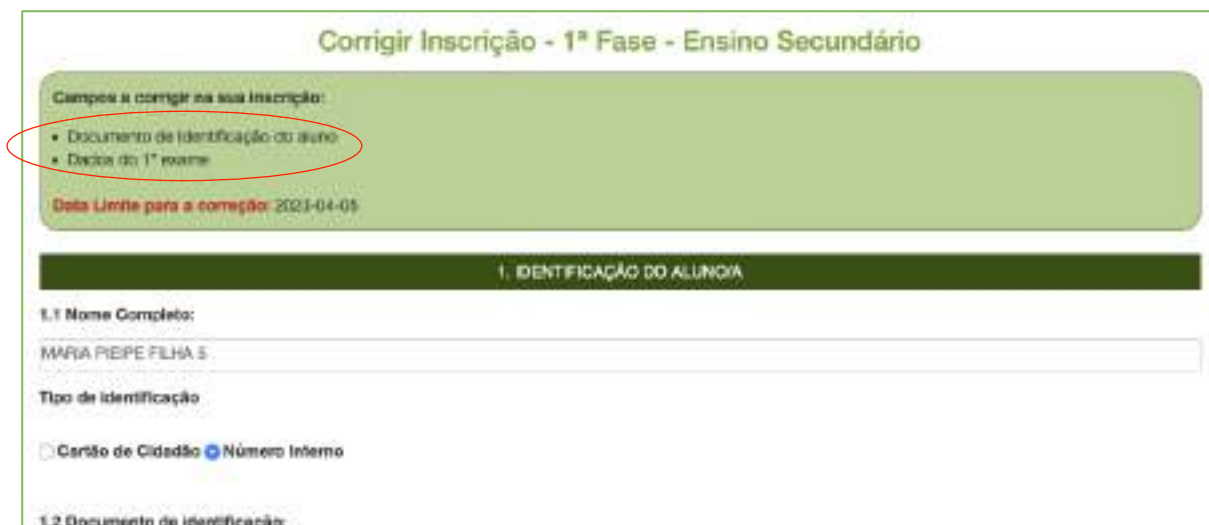 Corrigir Inscrição - 1ª Fase - Ensino Secundário
Campos a corrigir na sua inscrição:
• Documento de identificação do aluno
• Dados do 1º exame
Data Limite para a correção: 2023-04-05
1. IDENTIFICAÇÃO DO ALUNO/A
1.1 Nome Completo:
MARIA PIEIPE FILHA 5
Tipo de identificação
Cartão de Cidadão Número Interno
1.2 Documento de identificação: